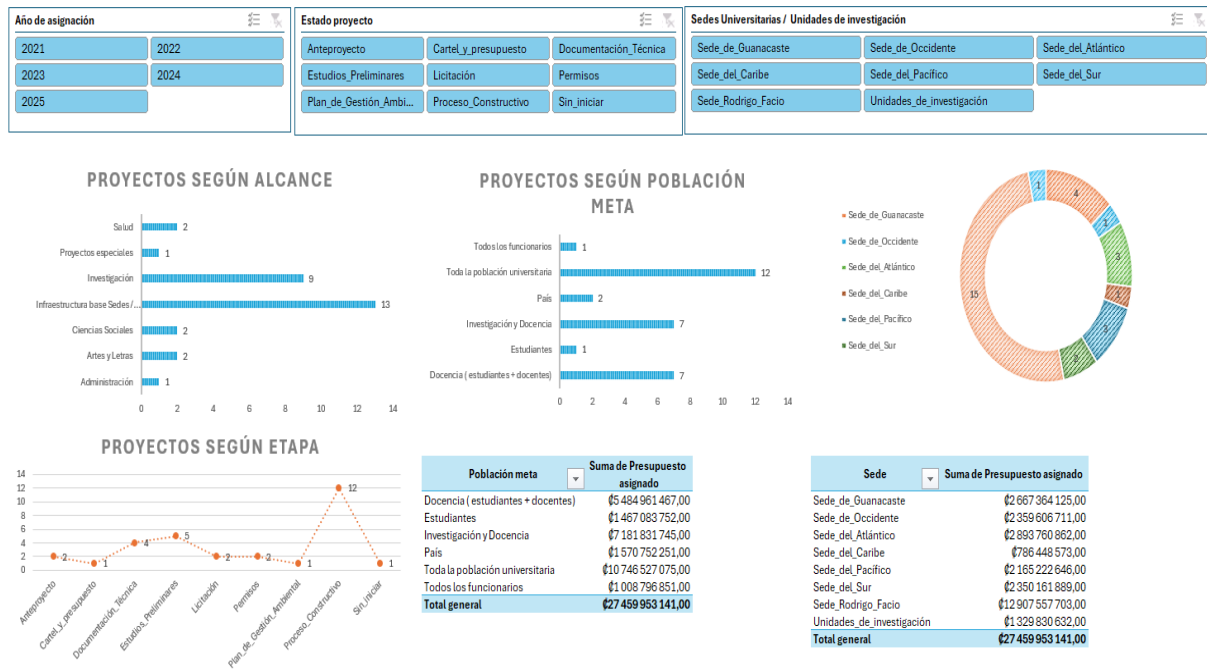 Año de asignación
2021
2022
2023
2024
2025
Estado proyecto
Anteproyecto
Cartel_y_presupuesto
Documentación_Técnica
Estudios_Preliminares
Licitación
Permisos
Plan_de_Gestión_Ambi...
Proceso_Constructivo
Sin_iniciar
Sedes Universitarias / Unidades de investigación
Sede_de_Guanacaste
Sede_de_Occidente
Sede_del_Atlántico
Sede_del_Caribe
Sede_del_Pacífico
Sede_del_Sur
Sede_Rodrigo_Facio
Unidades_de_investigación
PROYECTOS SEGÚN ALCANCE
Salud 2
Proyectos especiales 1
Investigación 9
Infraestructura base Sedes/... 13
Ciencias Sociales 2
Artes y Letras 2
Administración 1
0 2 4 6 8 10 12 14
PROYECTOS SEGÚN POBLACIÓN
META
Todos los funcionarios 1
Toda la población universitaria 12
País 2
Investigación y Docencia 7
Estudiantes 1
Docencia ( estudiantes + docentes) 7
0 2 4 6 8 10 12 14
Sede_de_Guanacaste
Sede_de_Occidente
Sede_del_Atlántico
Sede_del_Caribe
Sede_del_Pacífico
Sede_del_Sur
4
1
3
1
3
2
15
1
PROYECTOS SEGÚN ETAPA
14
12
10
8
6
4
2
0
2
1
4
5
2
2
1
12
1
Anteproyecto
Cartel_y_presupuesto
Documentación_Técnica
Estudios_Preliminares
Licitación
Permisos
Plan_de_Gestión_Ambiental
Proceso_Constructivo
Sin_iniciar
Población meta Suma de Presupuesto
asignado
Docencia ( estudiantes + docentes) ₡5 484 961 467,00
Estudiantes ₡1 467 083 752,00
Investigación y Docencia ₡7 181 831 745,00
País ₡1 570 752 251,00
Toda la población universitaria ₡10 746 527 075,00
Todos los funcionarios ₡1 008 796 851,00
Total general ₡27 459 953 141,00
Sede Suma de Presupuesto asignado
Sede_de_Guanacaste ₡2 667 364 125,00
Sede_de_Occidente ₡2 359 606 711,00
Sede_del_Atlántico ₡2 893 760 862,00
Sede_del_Caribe ₡786 448 573,00
Sede_del_Pacífico ₡2 165 222 646,00
Sede_del_Sur ₡2 350 161 889,00
Sede_Rodrigo_Facio ₡12 907 557 703,00
Unidades_de_investigación ₡1 329 830 632,00
Total general ₡27 459 953 141,00